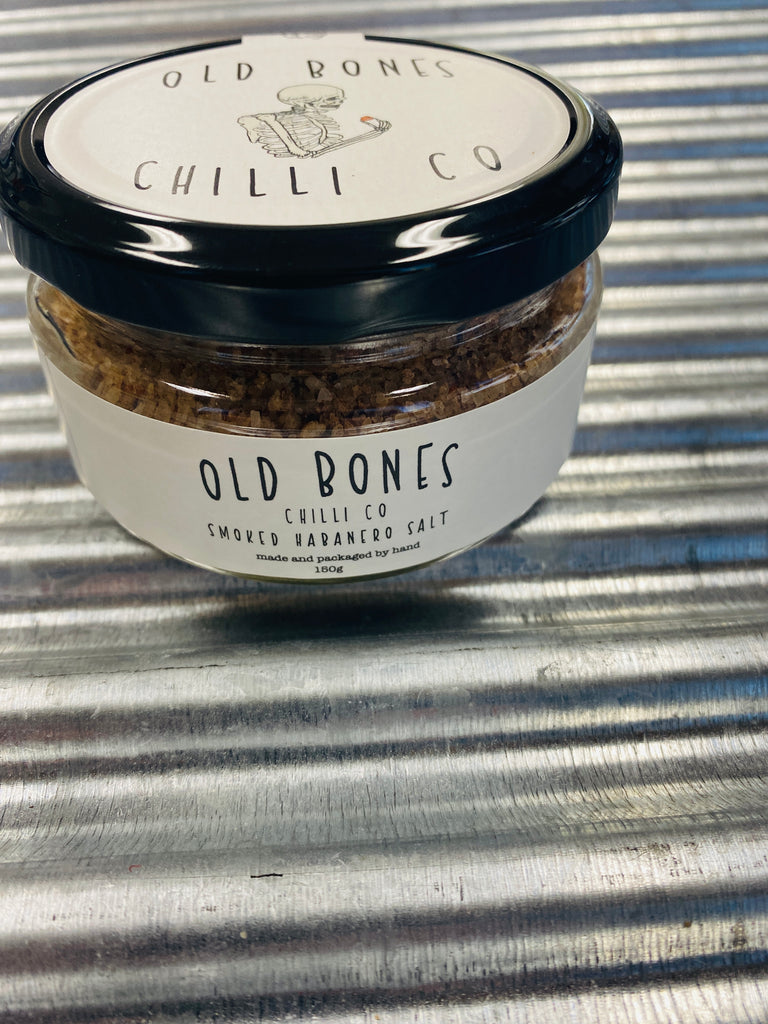 OLD BONES
CHILLI CO
OLD BONES
CHILLI CO
SMOKED HABANERO SALT
made and packaged by hand
150g